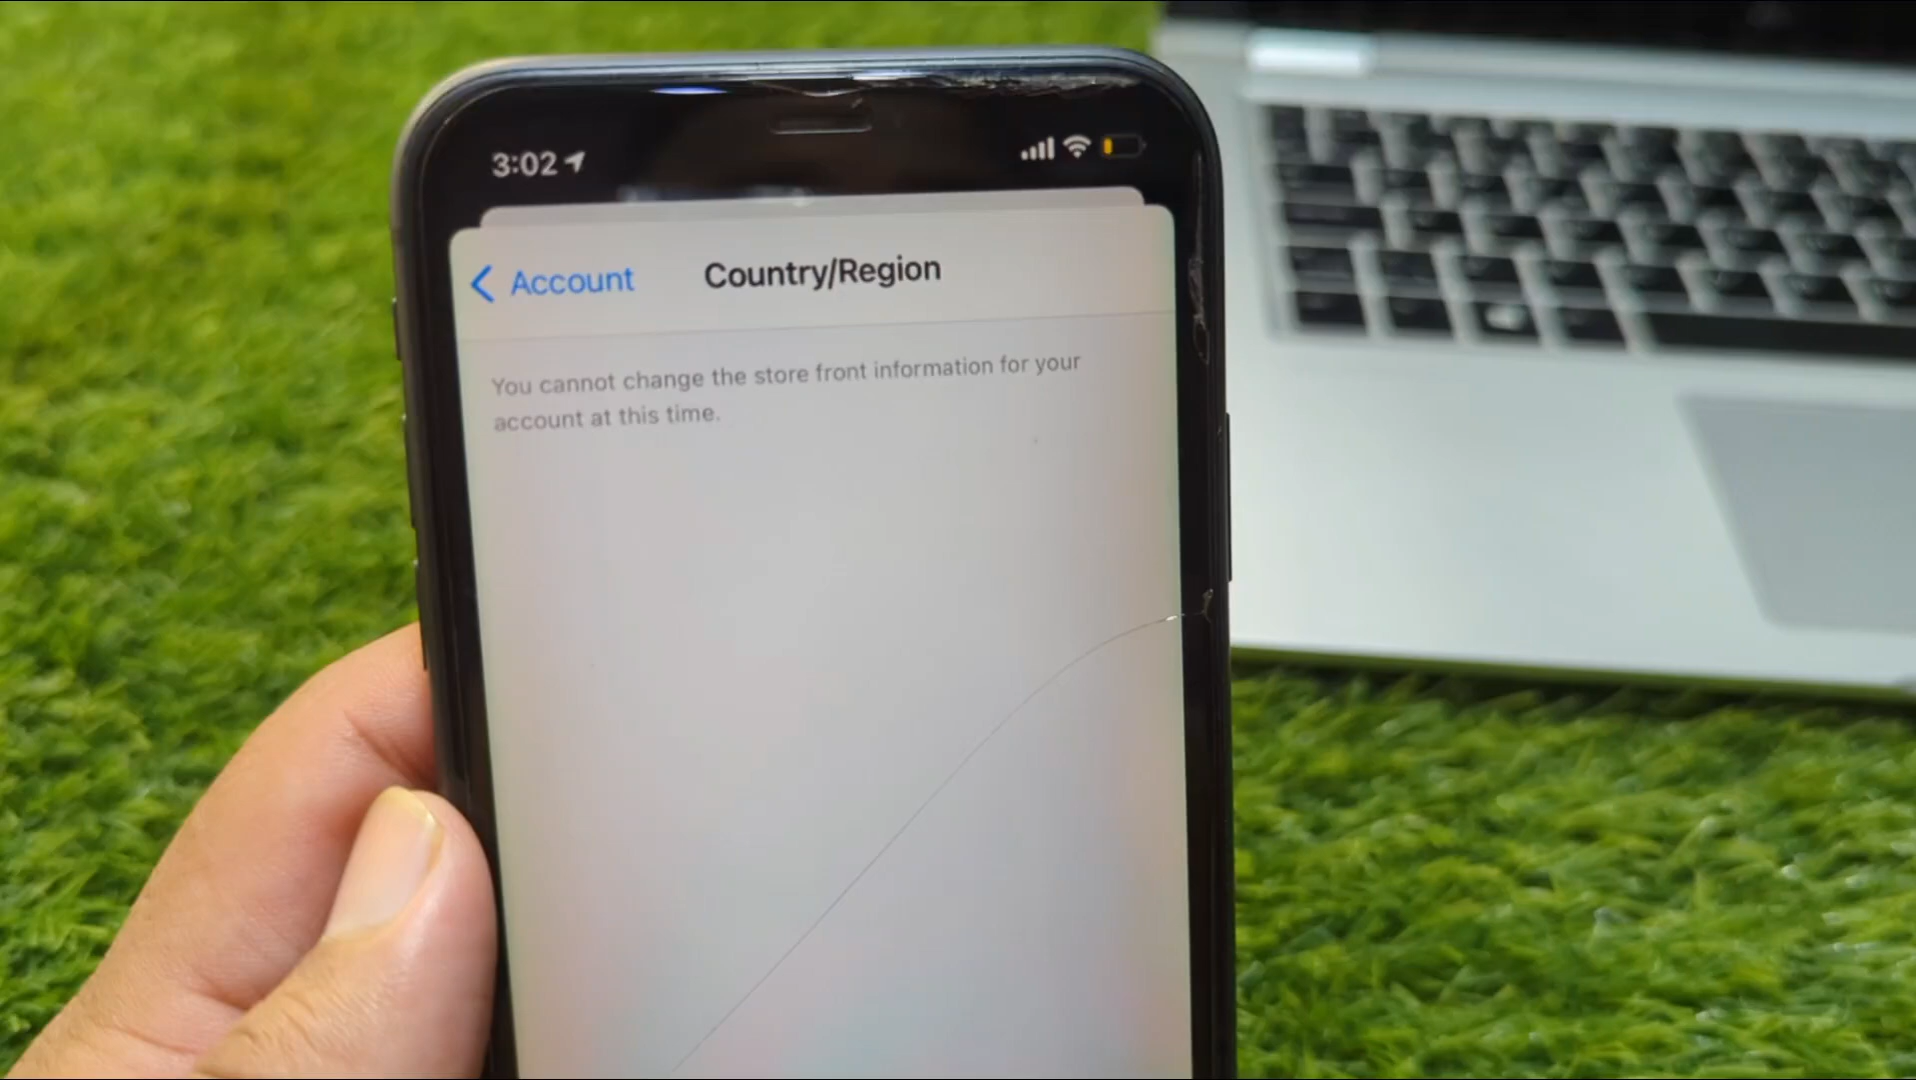 3:02
Account
Country/Region
You cannot change the store front information for your
account at this time.